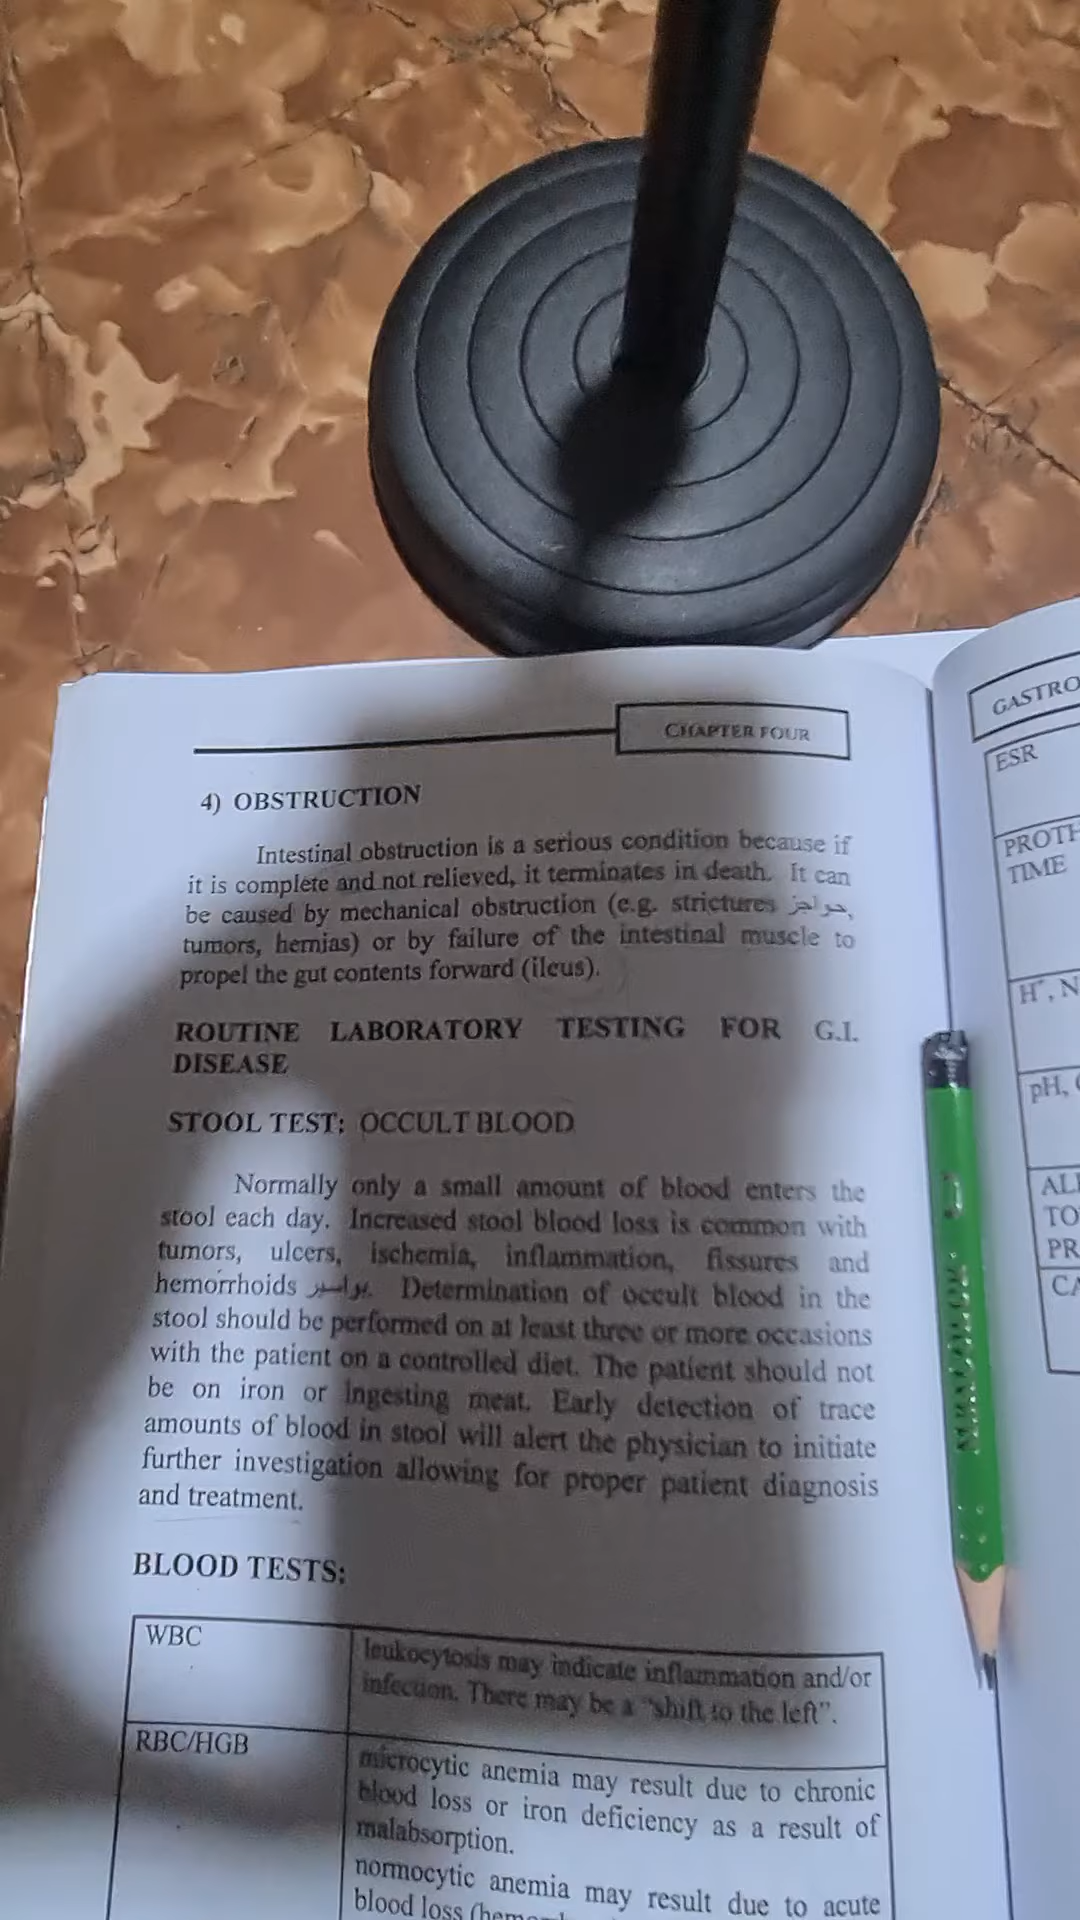 CHAPTER FOUR
4) OBSTRUCTION
Intestinal obstruction is a serious condition because if
it is complete and not relieved, it terminates in death. It can
be caused by mechanical obstruction (e.g. strictures حواجز,
tumors, hernias) or by failure of the intestinal muscle to
propel the gut contents forward (ileus).
ROUTINE LABORATORY TESTING FOR G.I.
DISEASE
STOOL TEST: OCCULT BLOOD
Normally only a small amount of blood enters the
stool each day. Increased stool blood loss is common with
tumors, ulcers, ischemia, inflammation, fissures and
hemorrhoids بواسير. Determination of occult blood in the
stool should be performed on at least three or more occasions
with the patient on a controlled diet. The patient should not
be on iron or ingesting meat. Early detection of trace
amounts of blood in stool will alert the physician to initiate
further investigation allowing for proper patient diagnosis
and treatment.
BLOOD TESTS:
WBC
leukocytosis may indicate inflammation and/or
infection. There may be a "shift to the left".
RBC/HGB
microcytic anemia may result due to chronic
blood loss or iron deficiency as a result of
malabsorption.
normocytic anemia may result due to acute
blood loss
GASTRO
ESR
PROTH
TIME
H⁺, N
pH,
TO
PR
CA